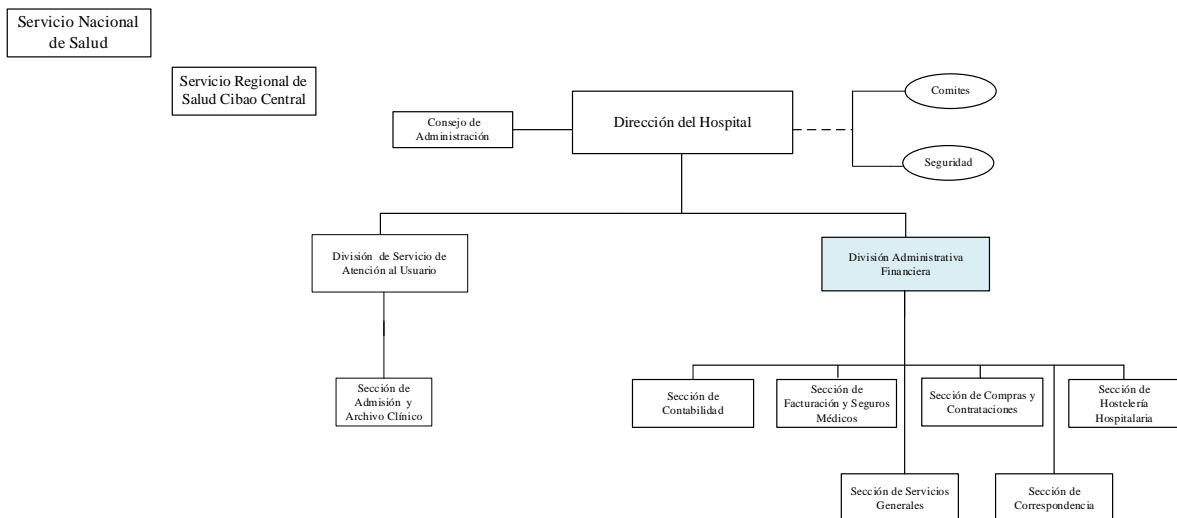 Servicio Nacional
de Salud
Servicio Regional de
Salud Cibao Central
Consejo de
Administración
Dirección del Hospital
Comites
Seguridad
División de Servicio de
Atención al Usuario
División Administrativa
Financiera
Sección de
Admisión y
Archivo Clínico
Sección de
Contabilidad
Sección de
Facturación y Seguros
Médicos
Sección de Compras y
Contrataciones
Sección de
Hostelería
Hospitalaria
Sección de Servicios
Generales
Sección de
Correspondencia